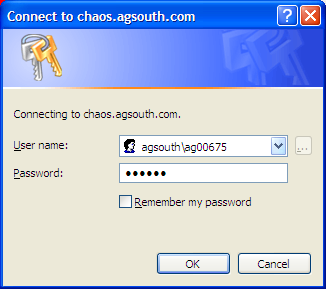 Connect to chaos.agsouth.com
Connecting to chaos.agsouth.com.
User name: agsouth\ag00675
...
Password: ••••••
Remember my password
OK Cancel